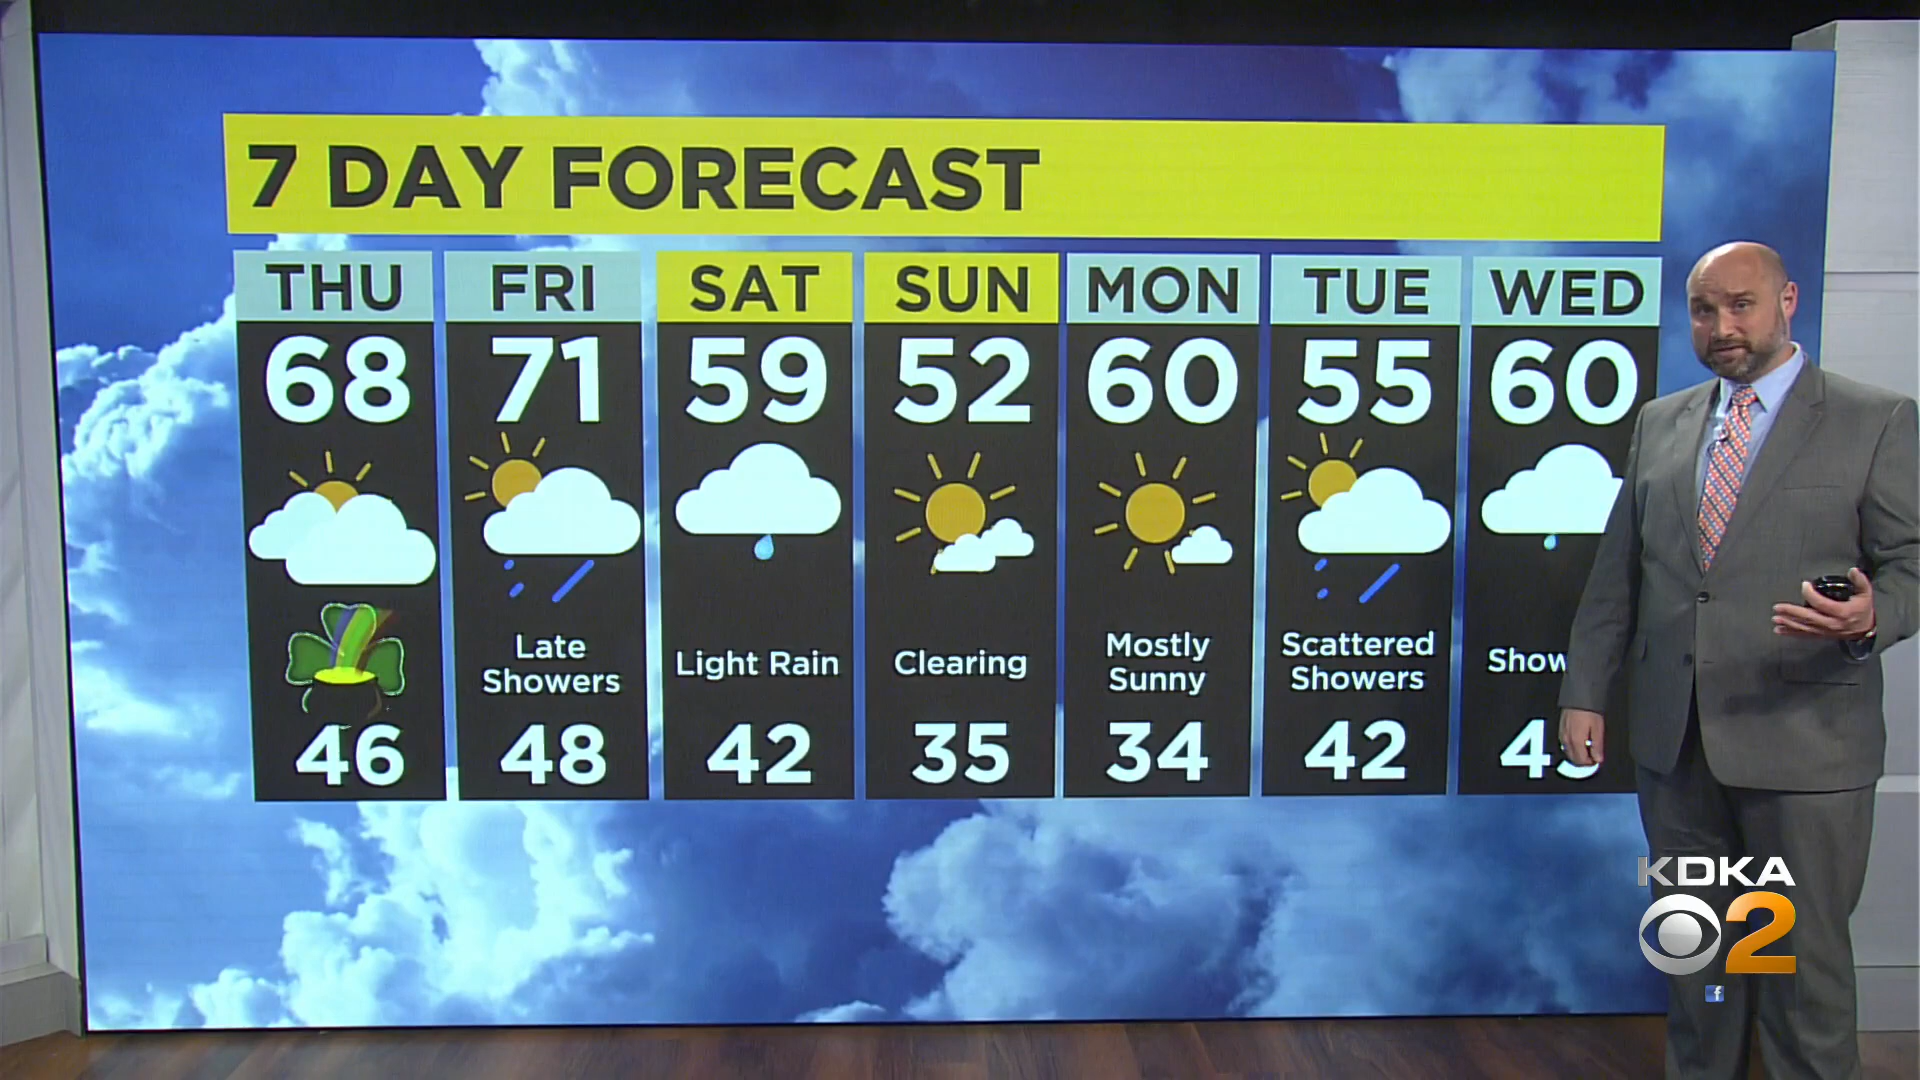 7 DAY FORECAST
THU FRI SAT SUN MON TUE WED
68 71 59 52 60 55 60
Late Showers
Light Rain
Clearing
Mostly Sunny
Scattered Showers
46 48 42 35 34 42
KDKA
2
f